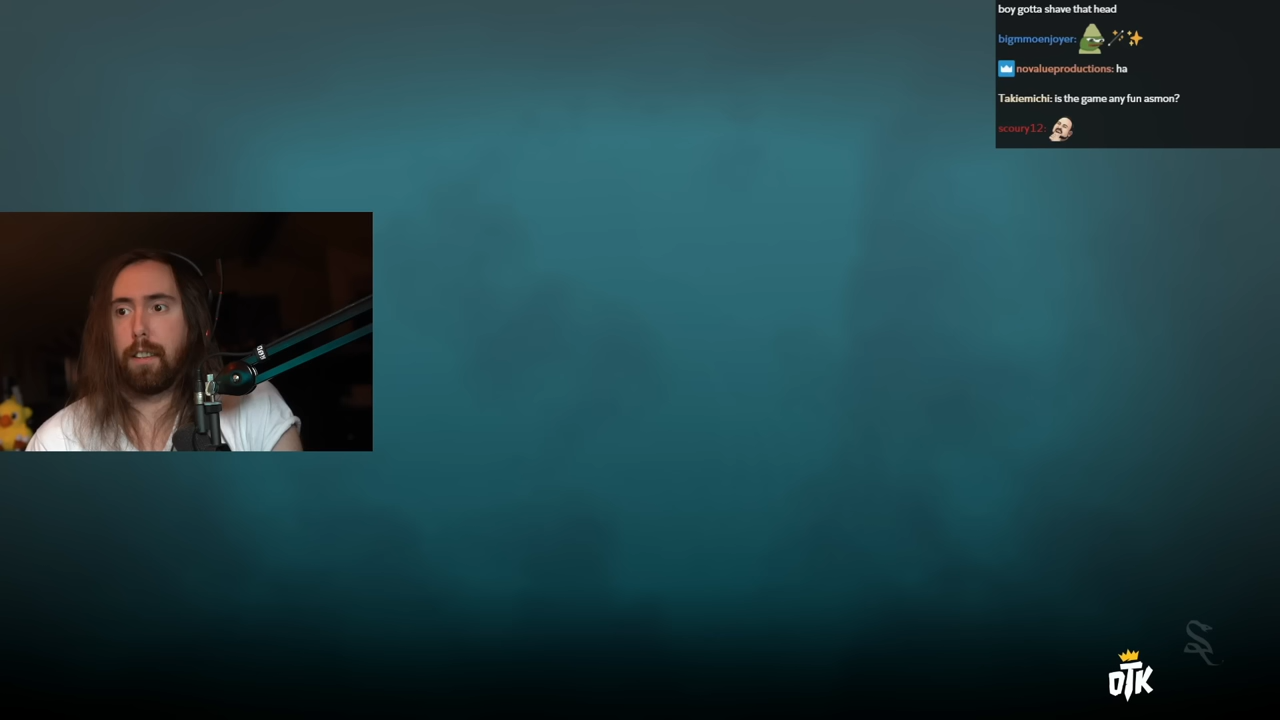 boy gotta shave that head
bigmmoenjoyer:
novalueproductions: ha
Takiemichi: is the game any fun asmon?
scoury12:
OTK